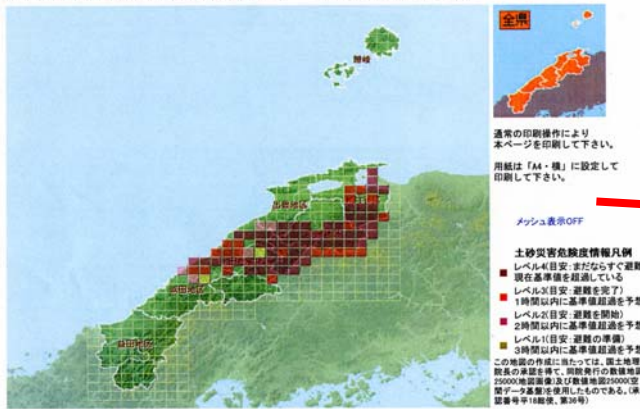 隠岐
全県
通常の印刷操作により
本ページを印刷して下さい。
用紙は「A4・横」に設定して
印刷して下さい。
メッシュ表示OFF
出雲地区
浜田地区
益田地区
土砂災害危険度情報凡例
レベル4(目安:まだならすぐ避難
現在基準値を超過している
レベル3(目安:避難を完了)
1時間以内に基準値超過を予想
レベル2(目安:避難を開始)
2時間以内に基準値超過を予想
レベル1(目安:避難の準備)
3時間以内に基準値超過を予想
この地図の作成に当たっては、国土地理
院長の承認を得て、同院発行の数値地図
25000(地図画像)及び数値地図25000(空
間データ基盤)を使用したものである。(承
認番号平18総使、第36号)